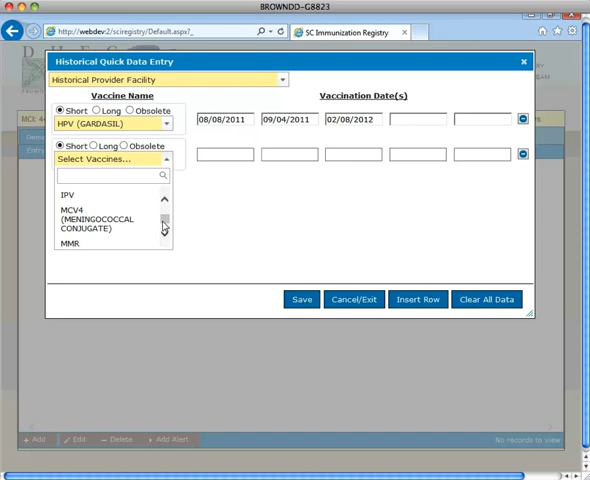 BROWNDD-G8823
http://webdev:2/sciregistry/Default.aspx?_
SC Immunization Registry
D H E C
Historical Quick Data Entry
Historical Provider Facility
Vaccine Name
Vaccination Date(s)
Short Long Obsolete
HPV (GARDASIL)
08/08/2011 09/04/2011 02/08/2012
Short Long Obsolete
Select Vaccines...
IPV
MCV4
(MENINGOCOCCAL
CONJUGATE)
MMR
Save Cancel/Exit Insert Row Clear All Data
Add Edit Delete Add Alert No records to view